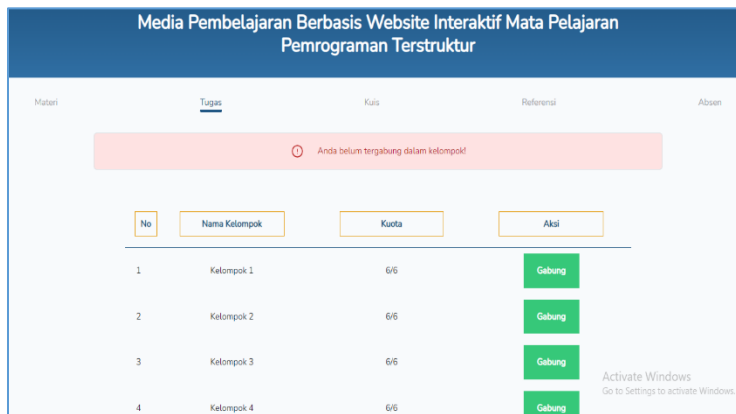 Media Pembelajaran Berbasis Website Interaktif Mata Pelajaran
Pemrograman Terstruktur
Materi Tugas Kuis Referensi Absen
Anda belum tergabung dalam kelompok!
No Nama Kelompok Kuota Aksi
1 Kelompok 1 6/6 Gabung
2 Kelompok 2 6/6 Gabung
3 Kelompok 3 6/6 Gabung
4 Kelompok 4 6/6 Gabung
Activate Windows
Go to Settings to activate Windows.